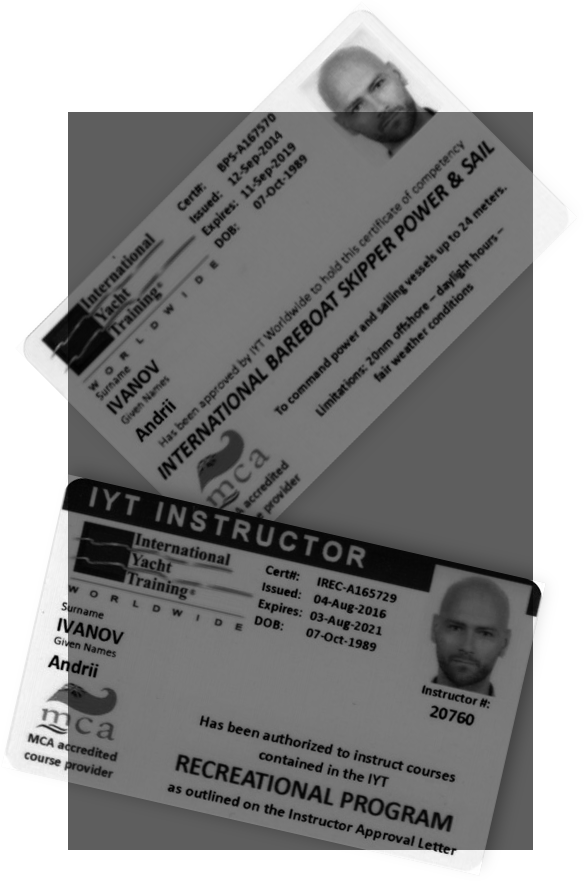 International
Yacht
Training®
WORLDWIDE
Cert#: BPS-A167570
Issued: 12-Sep-2014
Expires: 11-Sep-2019
DOB: 07-Oct-1989
Surname
IVANOV
Given Names
Andrii
Has been approved by IYT Worldwide to hold this certificate of competency
INTERNATIONAL BAREBOAT SKIPPER POWER & SAIL
To command power and sailing vessels up to 24 meters.
Limitations: 20nm offshore – daylight hours –
fair weather conditions
mca
accredited
provider
IYT INSTRUCTOR
International
Yacht
Training®
WORLDWIDE
Cert#: IREC-A165729
Issued: 04-Aug-2016
Expires: 03-Aug-2021
DOB: 07-Oct-1989
Surname
IVANOV
Given Names
Andrii
mca
MCA accredited
course provider
Instructor #:
20760
Has been authorized to instruct courses
contained in the IYT
RECREATIONAL PROGRAM
as outlined on the Instructor Approval Letter